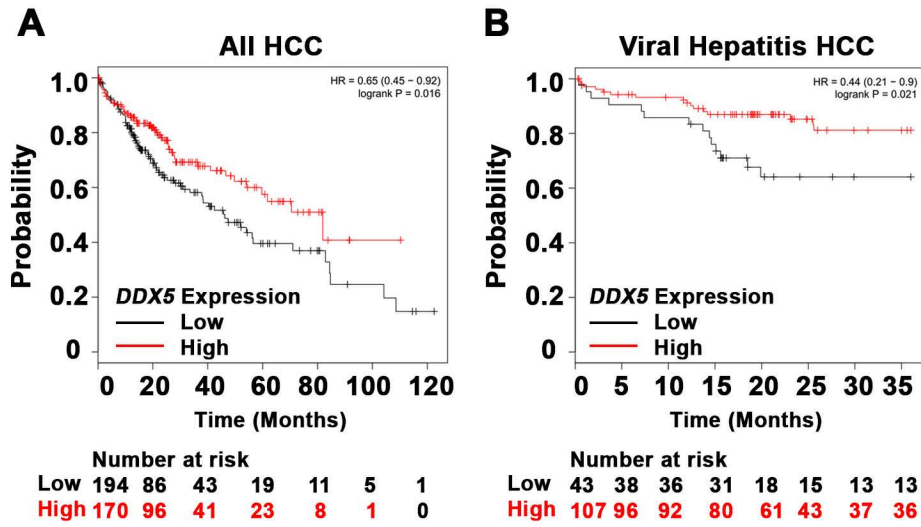 A
All HCC
HR = 0.65 (0.45 − 0.92)
logrank P = 0.016
Probability
1.0
0.8
0.6
0.4
0.2
0
DDX5 Expression
Low
High
0 20 40 60 80 100 120
Time (Months)
Number at risk
Low 194 86 43 19 11 5 1
High 170 96 41 23 8 1 0
B
Viral Hepatitis HCC
HR = 0.44 (0.21 − 0.9)
logrank P = 0.021
Probability
1.0
0.8
0.6
0.4
0.2
0
DDX5 Expression
Low
High
0 5 10 15 20 25 30 35
Time (Months)
Number at risk
Low 43 38 36 31 18 15 13 13
High 107 96 92 80 61 43 37 36